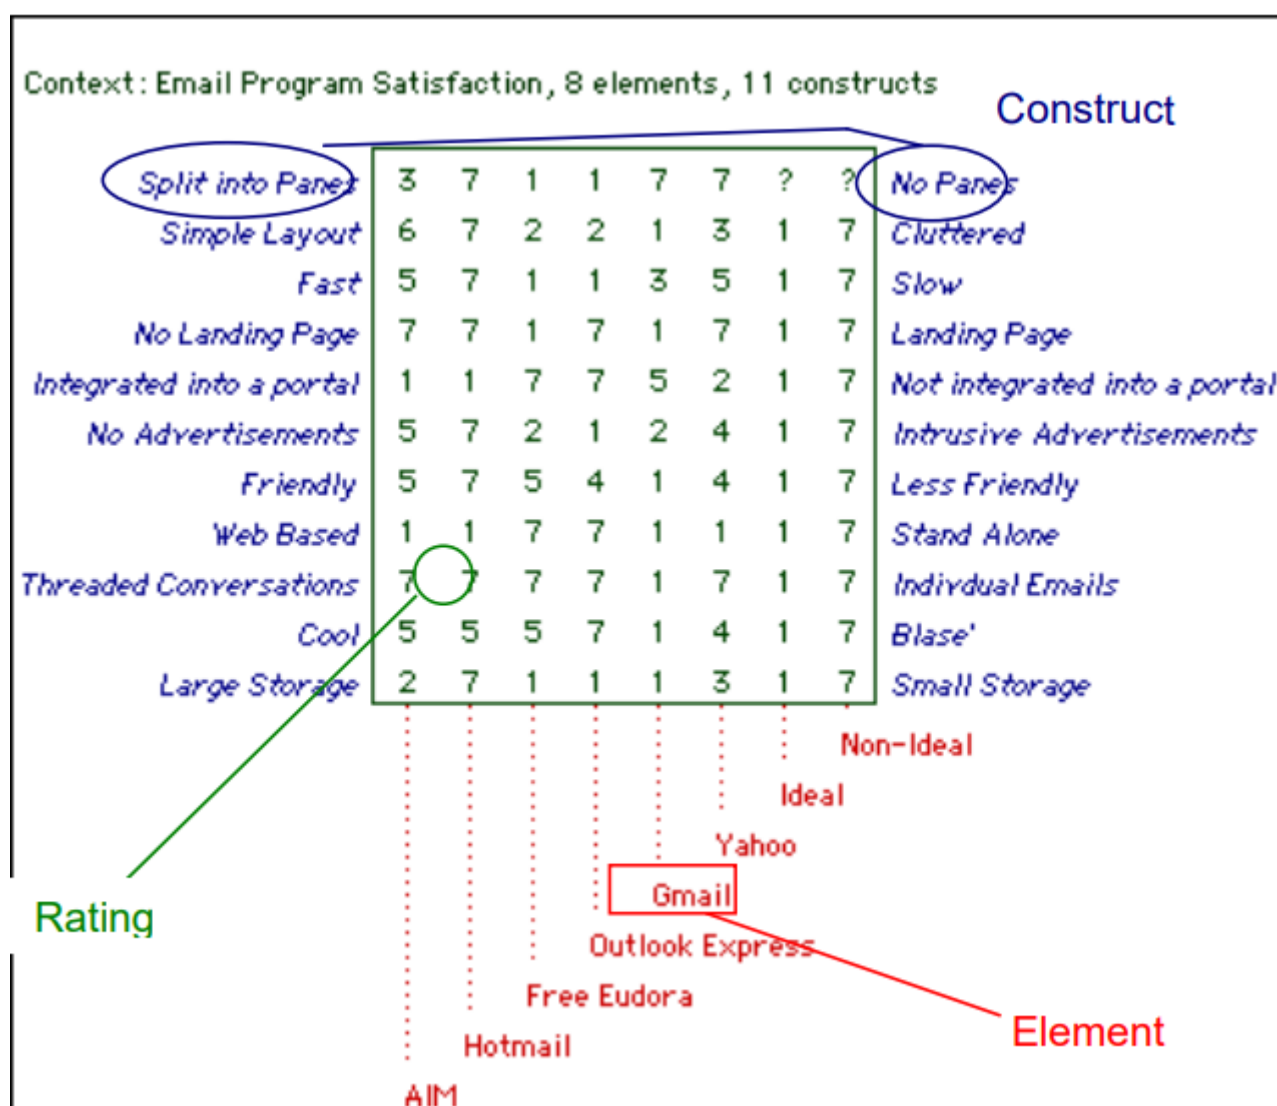 Context: Email Program Satisfaction, 8 elements, 11 constructs
Construct
Split into Panes 3 7 1 1 7 7 ? ? No Panes
Simple Layout 6 7 2 2 1 3 1 7 Cluttered
Fast 5 7 1 1 3 5 1 7 Slow
No Landing Page 7 7 1 7 1 7 1 7 Landing Page
Integrated into a portal 1 1 7 7 5 2 1 7 Not integrated into a portal
No Advertisements 5 7 2 1 2 4 1 7 Intrusive Advertisements
Friendly 5 7 5 4 1 4 1 7 Less Friendly
Web Based 1 1 7 7 1 1 1 7 Stand Alone
Threaded Conversations 7 7 7 7 1 7 1 7 Indivdual Emails
Cool 5 5 5 7 1 4 1 7 Blase'
Large Storage 2 7 1 1 1 3 1 7 Small Storage
Non-Ideal
Ideal
Yahoo
Gmail
Rating
Outlook Express
Free Eudora
Element
Hotmail
AIM